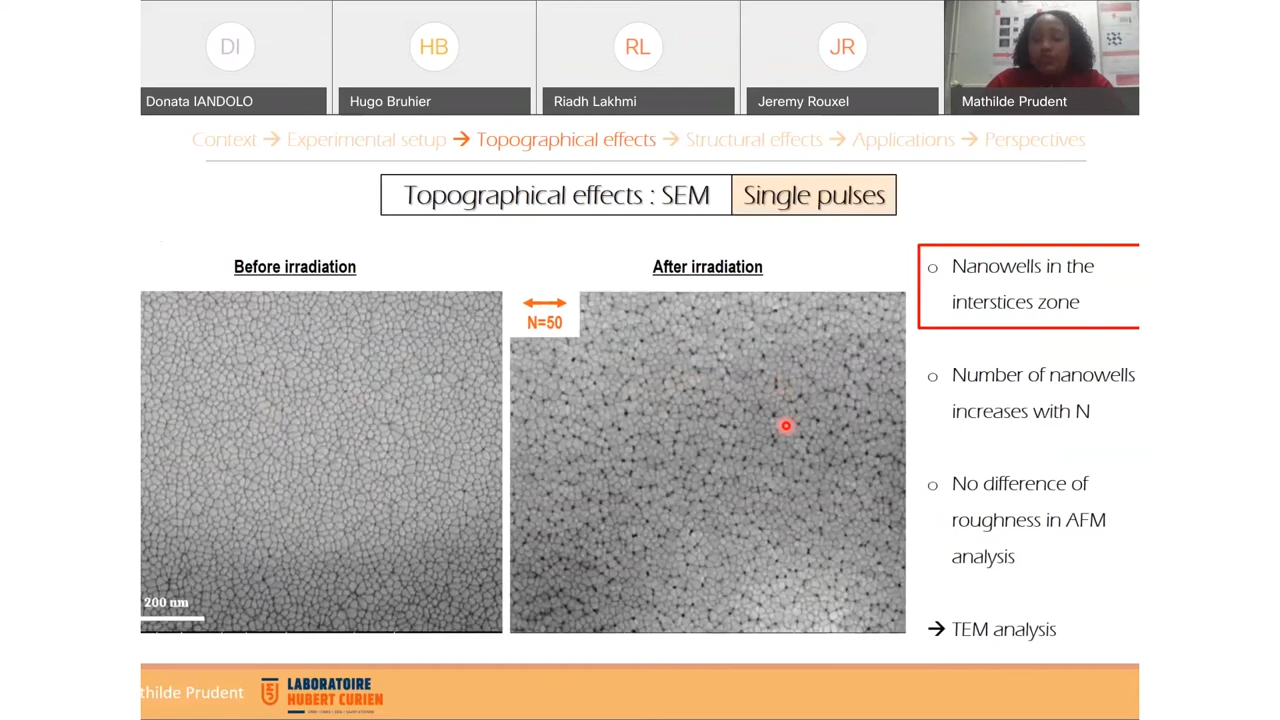 DI
HB
RL
JR
Donata IANDOLO
Hugo Bruhier
Riadh Lakhmi
Jeremy Rouxel
Mathilde Prudent
Context → Experimental setup → Topographical effects → Structural effects → Applications → Perspectives
Topographical effects : SEM
Single pulses
Before irradiation
After irradiation
N=50
200 nm
o Nanowells in the
interstices zone
o Number of nanowells
increases with N
o No difference of
roughness in AFM
analysis
→ TEM analysis
thilde Prudent
LABORATOIRE
HUBERT CURIEN